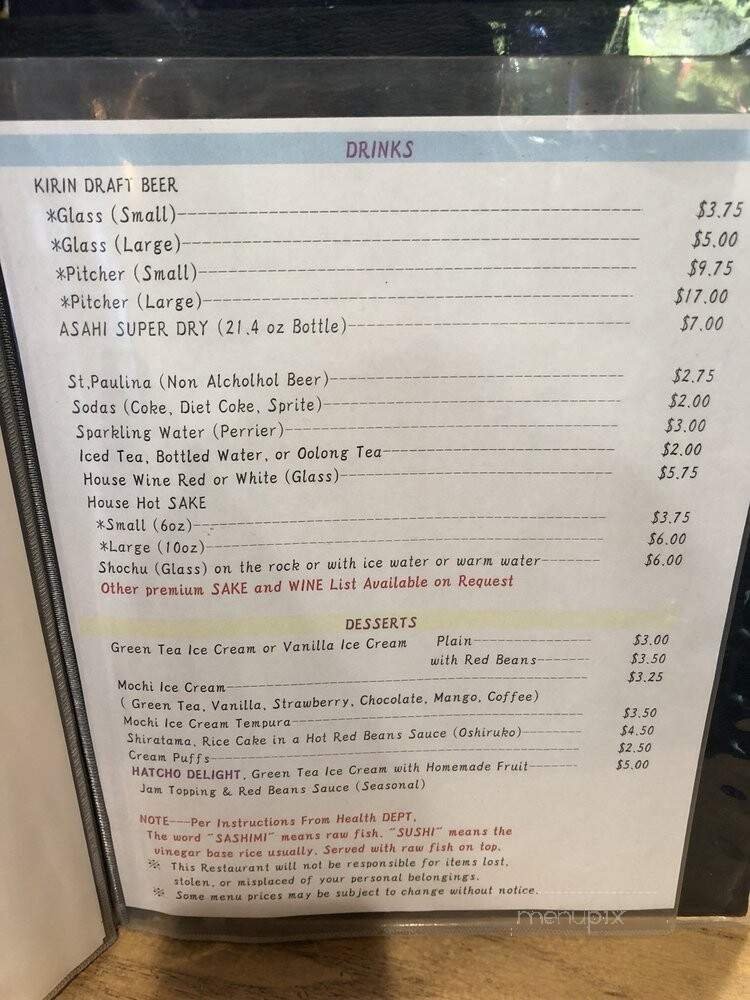 DRINKS
KIRIN DRAFT BEER
*Glass (Small)---$3.75
*Glass (Large)---$5.00
*Pitcher (Small)---$9.75
*Pitcher (Large)---$17.00
ASAHI SUPER DRY (21.4 oz Bottle)---$7.00
St.Paulina (Non Alcholhol Beer)---$2.75
Sodas (Coke, Diet Coke, Sprite)---$2.00
Sparkling Water (Perrier)---$3.00
Iced Tea, Bottled Water, or Oolong Tea---$2.00
House Wine Red or White (Glass)---$5.75
House Hot SAKE
*Small (6oz)---$3.75
*Large (10oz)---$6.00
Shochu (Glass) on the rock or with ice water or warm water---$6.00
Other premium SAKE and WINE List Available on Request
DESSERTS
Green Tea Ice Cream or Vanilla Ice Cream Plain---$3.00
with Red Beans---$3.50
Mochi Ice Cream---$3.25
( Green Tea, Vanilla, Strawberry, Chocolate, Mango, Coffee)
Mochi Ice Cream Tempura---$3.50
Shiratama, Rice Cake in a Hot Red Beans Sauce (Oshiruko)---$4.50
Cream Puffs---$2.50
HATCHO DELIGHT, Green Tea Ice Cream with Homemade Fruit---$5.00
Jam Topping & Red Beans Sauce (Seasonal)
NOTE---Per Instructions From Health DEPT,
The word "SASHIMI" means raw fish. "SUSHI" means the
vinegar base rice usually. Served with raw fish on top.
※ This Restaurant will not be responsible for items lost,
stolen, or misplaced of your personal belongings.
※ Some menu prices may be subject to change without notice.
menupix